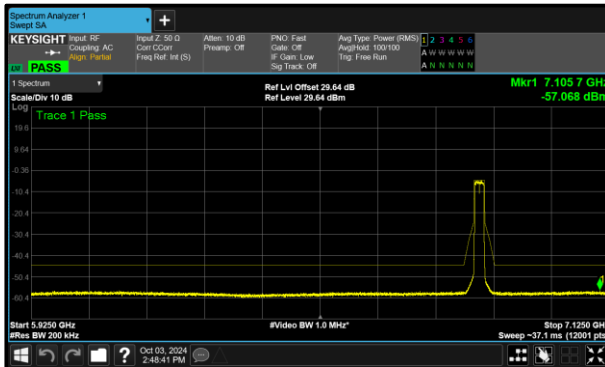 Spectrum Analyzer 1
Swept SA
KEYSIGHT
Input: RF
Coupling: AC
Align: Partial
Input Z: 50 Ω
Corr CCorr
Freq Ref: Int (S)
Atten: 10 dB
Preamp: Off
PNO: Fast
Gate: Off
IF Gain: Low
Sig Track: Off
Avg Type: Power (RMS)
Avg|Hold: 100/100
Trig: Free Run
1 2 3 4 5 6
A W W W W W
A N N N N N
PASS
1 Spectrum
Scale/Div 10 dB
Ref Lvl Offset 29.64 dB
Ref Level 29.64 dBm
Mkr1 7.105 7 GHz
-57.068 dBm
Log
Trace 1 Pass
19.6
9.64
-0.36
-10.4
-20.4
-30.4
-40.4
-50.4
-60.4
Start 5.9250 GHz
#Video BW 1.0 MHz*
Stop 7.1250 GHz
#Res BW 200 kHz
Sweep ~37.1 ms (12001 pts)
Oct 03, 2024
2:48:41 PM